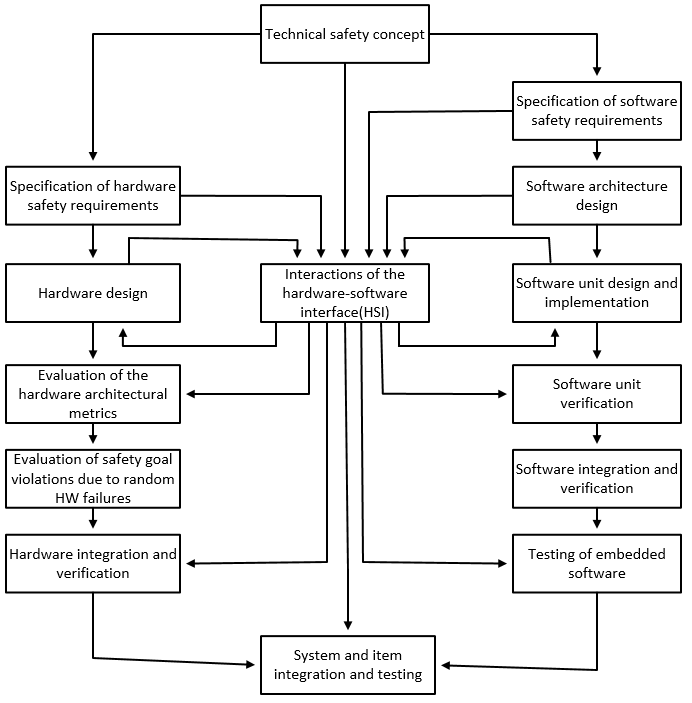 Technical safety concept
Specification of software
safety requirements
Specification of hardware
safety requirements
Software architecture
design
Hardware design
Interactions of the
hardware-software
interface(HSI)
Software unit design and
implementation
Evaluation of the
hardware architectural
metrics
Software unit
verification
Evaluation of safety goal
violations due to random
HW failures
Software integration and
verification
Hardware integration and
verification
Testing of embedded
software
System and item
integration and testing